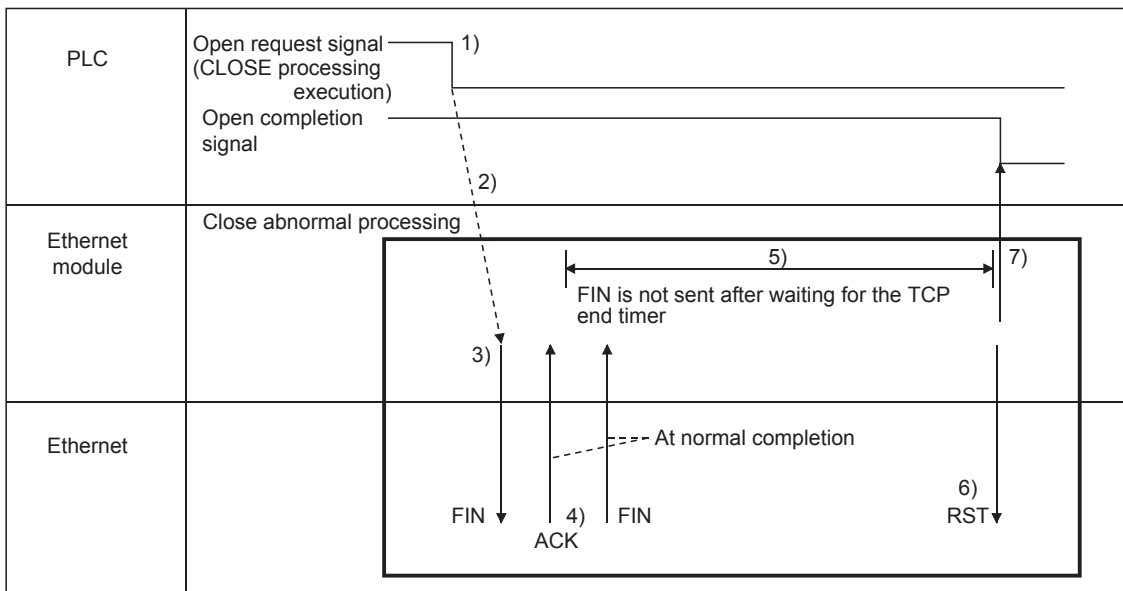 PLC
Open request signal
(CLOSE processing
execution)
1)
Open completion
signal
2)
Ethernet
module
Close abnormal processing
5)
7)
FIN is not sent after waiting for the TCP
end timer
3)
Ethernet
At normal completion
6)
FIN
4)
FIN
RST
ACK